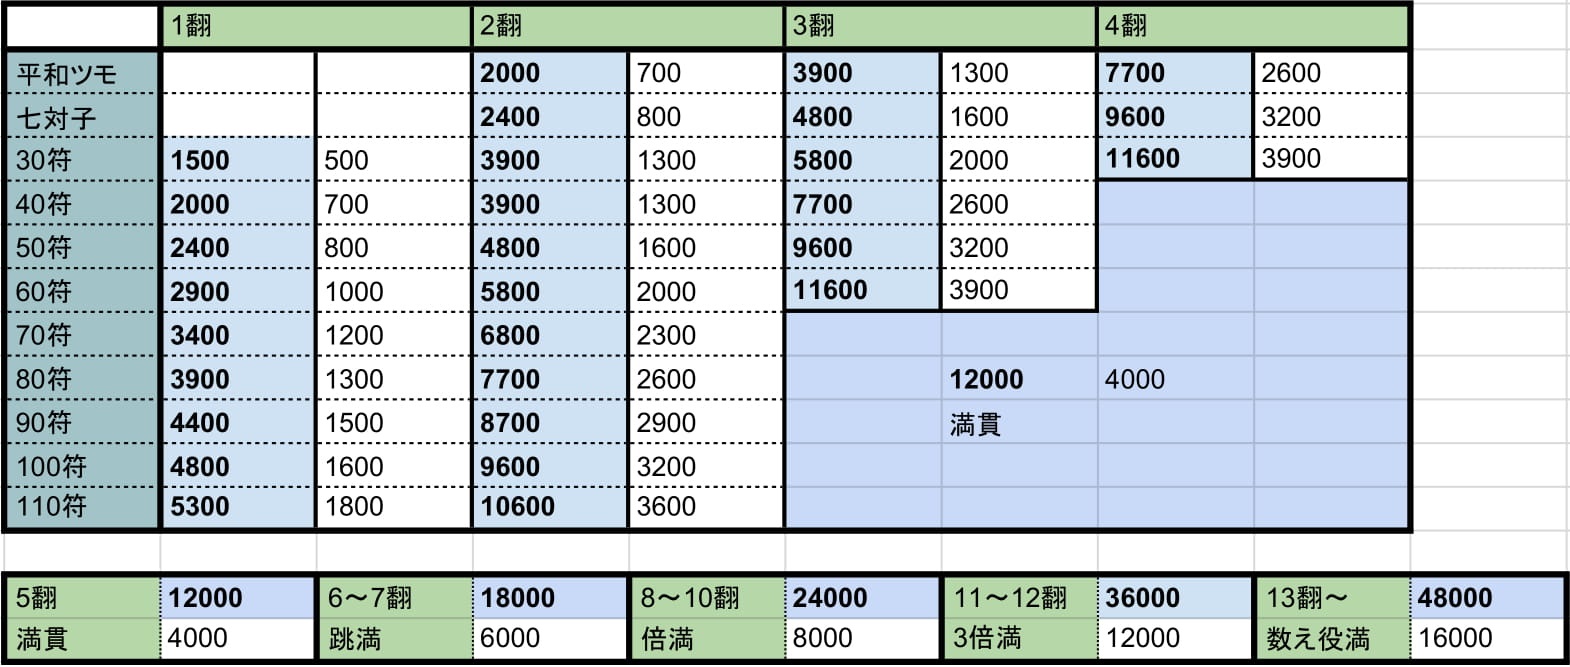 1翻 2翻 3翻 4翻
平和ツモ 2000 700 3900 1300 7700 2600
七対子 2400 800 4800 1600 9600 3200
30符 1500 500 3900 1300 5800 2000 11600 3900
40符 2000 700 3900 1300 7700 2600
50符 2400 800 4800 1600 9600 3200
60符 2900 1000 5800 2000 11600 3900
70符 3400 1200 6800 2300
80符 3900 1300 7700 2600 12000 4000
90符 4400 1500 8700 2900 満貫
100符 4800 1600 9600 3200
110符 5300 1800 10600 3600
5翻 12000 6〜7翻 18000 8〜10翻 24000 11〜12翻 36000 13翻〜 48000
満貫 4000 跳満 6000 倍満 8000 3倍満 12000 数え役満 16000